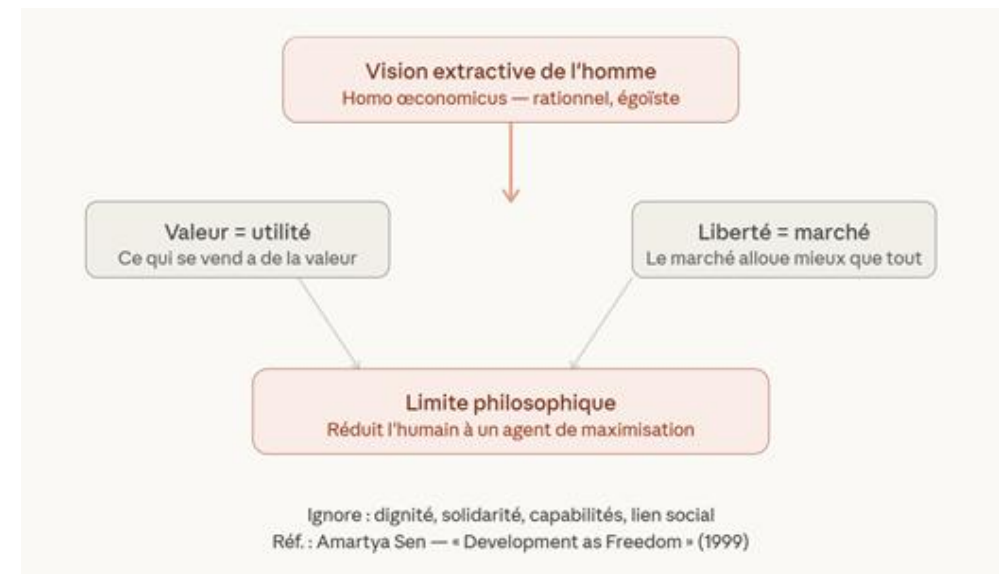 Vision extractive de l'homme
Homo œconomicus — rationnel, égoïste
Valeur = utilité
Ce qui se vend a de la valeur
Liberté = marché
Le marché alloue mieux que tout
Limite philosophique
Réduit l'humain à un agent de maximisation
Ignore : dignité, solidarité, capabilités, lien social
Réf. : Amartya Sen — « Development as Freedom » (1999)